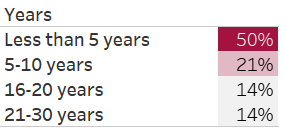 Years
Less than 5 years 50%
5-10 years 21%
16-20 years 14%
21-30 years 14%